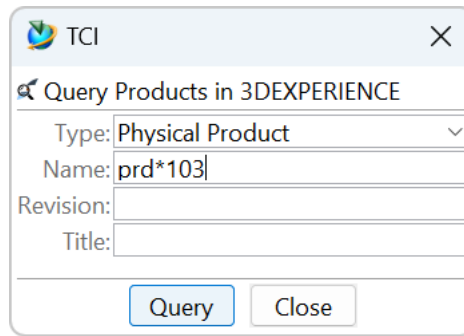 TCI
Query Products in 3DEXPERIENCE
Type: Physical Product
Name: prd*103
Revision:
Title:
Query Close